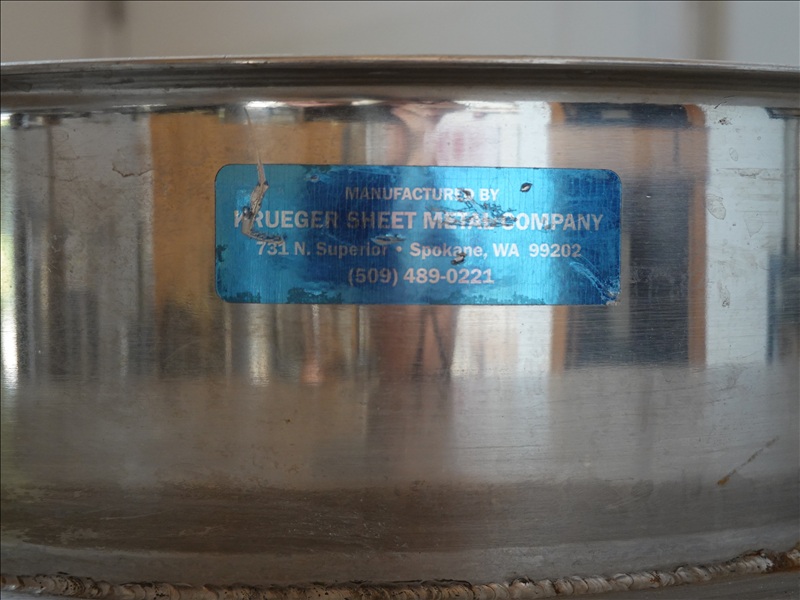 MANUFACTURED BY
KRUEGER SHEET METAL COMPANY
731 N. Superior • Spokane, WA 99202
(509) 489-0221